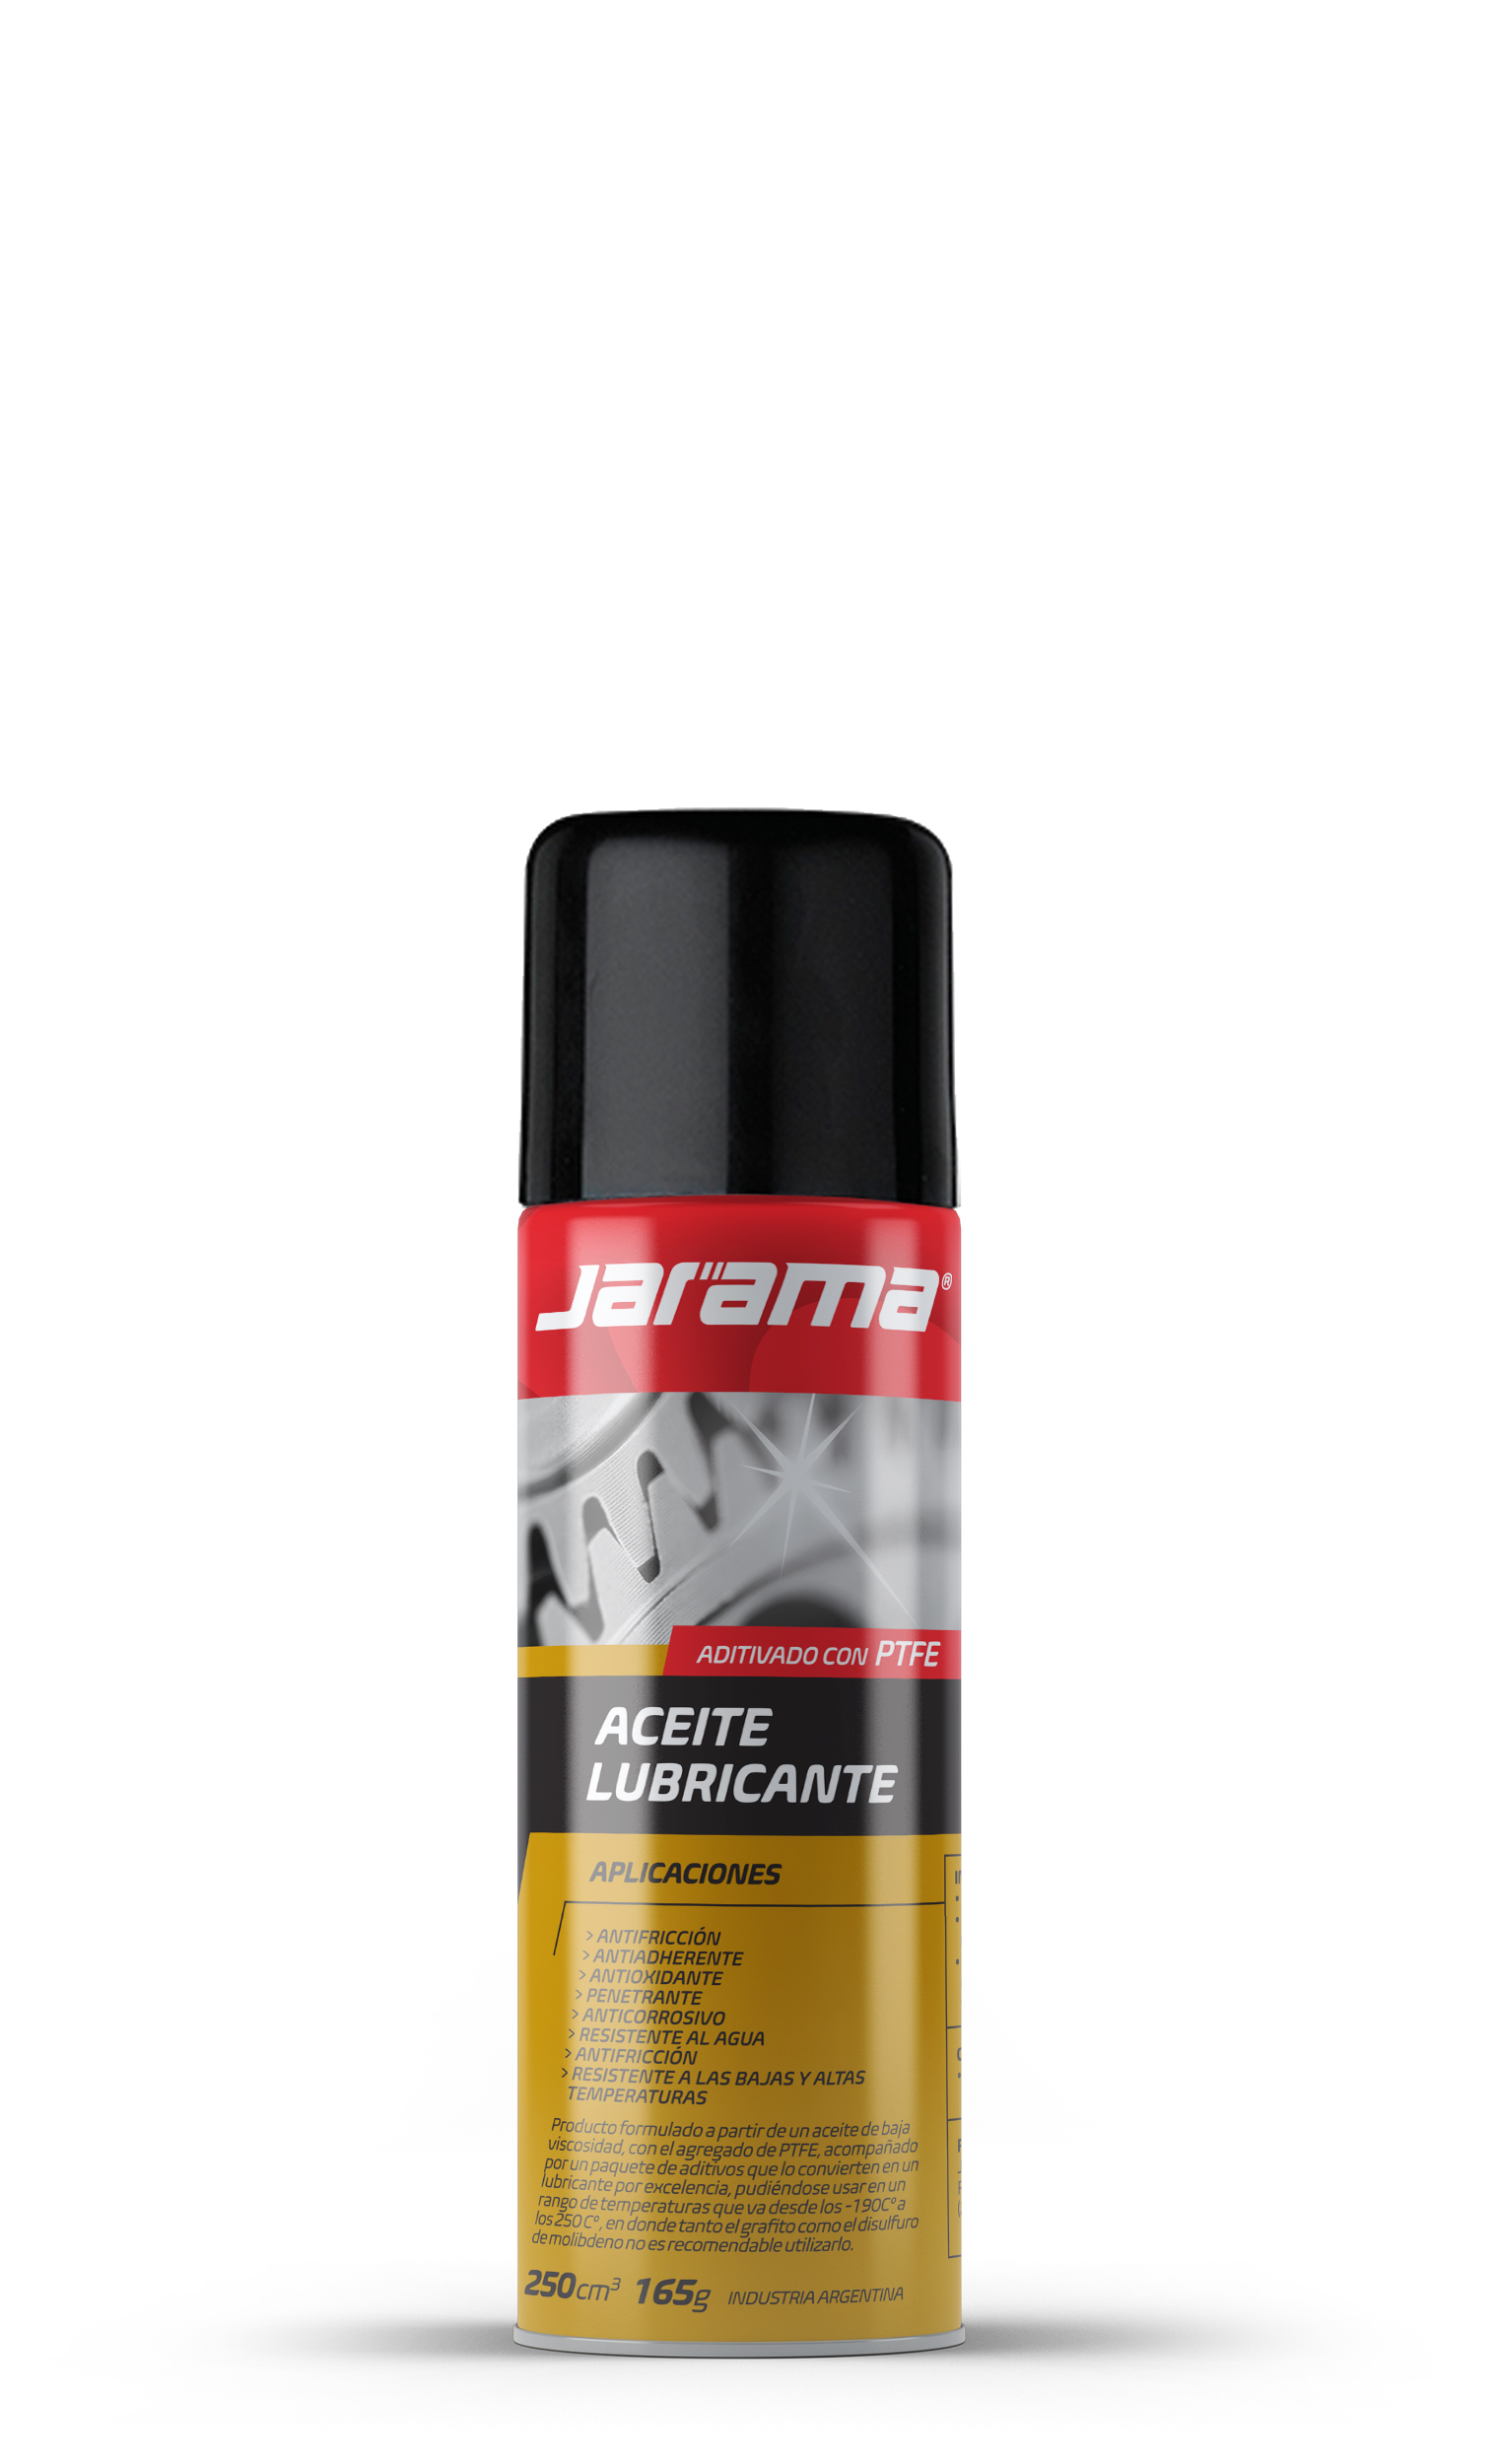 Jarama®
ADITIVADO CON PTFE
ACEITE
LUBRICANTE
APLICACIONES
> ANTIFRICCIÓN
> ANTIADHERENTE
> ANTIOXIDANTE
> PENETRANTE
> ANTICORROSIVO
> RESISTENTE AL AGUA
> ANTIFRICCIÓN
> RESISTENTE A LAS BAJAS Y ALTAS
TEMPERATURAS
Producto formulado a partir de un aceite de baja
viscosidad, con el agregado de PTFE, acompañado
por un paquete de aditivos que lo convierten en un
lubricante por excelencia, pudiéndose usar en un
rango de temperaturas que va desde los -190Cº a
los 250 Cº, en donde tanto el grafito como el disulfuro
de molibdeno no es recomendable utilizarlo.
250cm³ 165g INDUSTRIA ARGENTINA